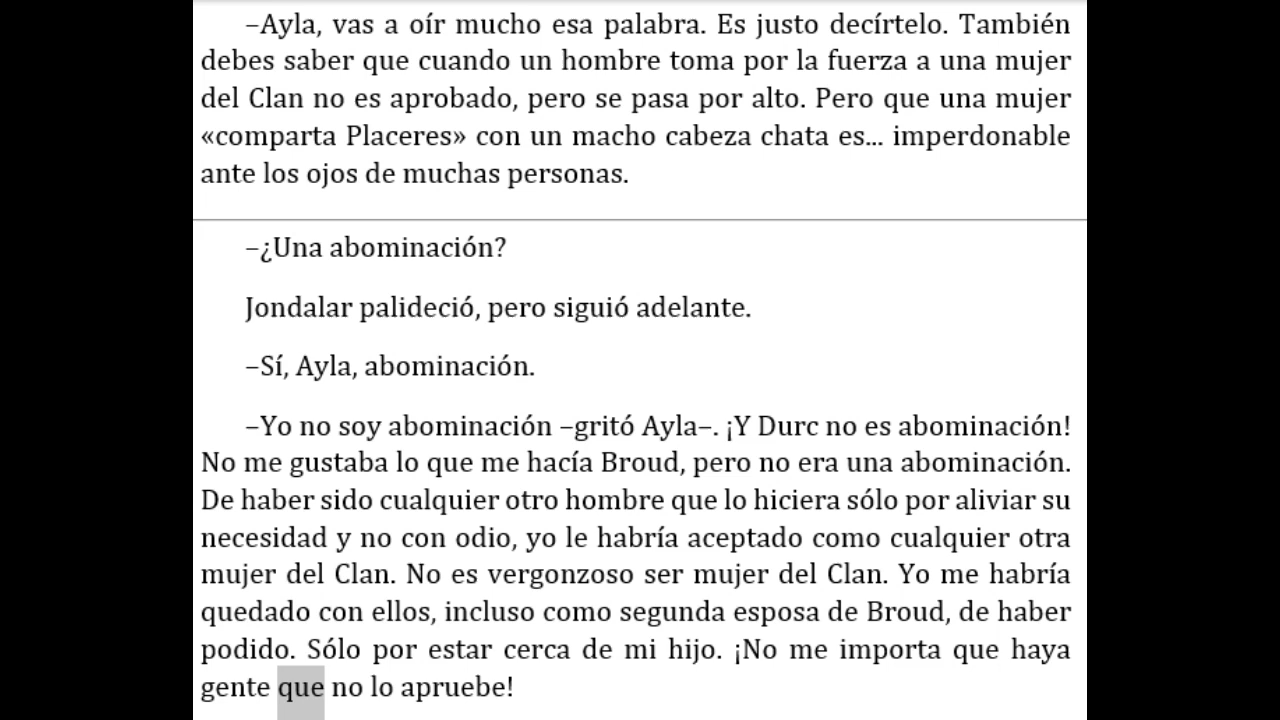 –Ayla, vas a oír mucho esa palabra. Es justo decírtelo. También
debes saber que cuando un hombre toma por la fuerza a una mujer
del Clan no es aprobado, pero se pasa por alto. Pero que una mujer
«comparta Placeres» con un macho cabeza chata es... imperdonable
ante los ojos de muchas personas.
–¿Una abominación?
Jondalar palideció, pero siguió adelante.
–Sí, Ayla, abominación.
–Yo no soy abominación –gritó Ayla–. ¡Y Durc no es abominación!
No me gustaba lo que me hacía Broud, pero no era una abominación.
De haber sido cualquier otro hombre que lo hiciera sólo por aliviar su
necesidad y no con odio, yo le habría aceptado como cualquier otra
mujer del Clan. No es vergonzoso ser mujer del Clan. Yo me habría
quedado con ellos, incluso como segunda esposa de Broud, de haber
podido. Sólo por estar cerca de mi hijo. ¡No me importa que haya
gente que no lo apruebe!